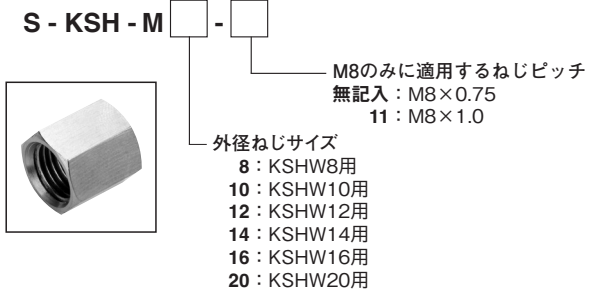 S - KSH - M □ - □
M8のみに適用するねじピッチ
無記入：M8×0.75
11：M8×1.0
外径ねじサイズ
8：KSHW8用
10：KSHW10用
12：KSHW12用
14：KSHW14用
16：KSHW16用
20：KSHW20用